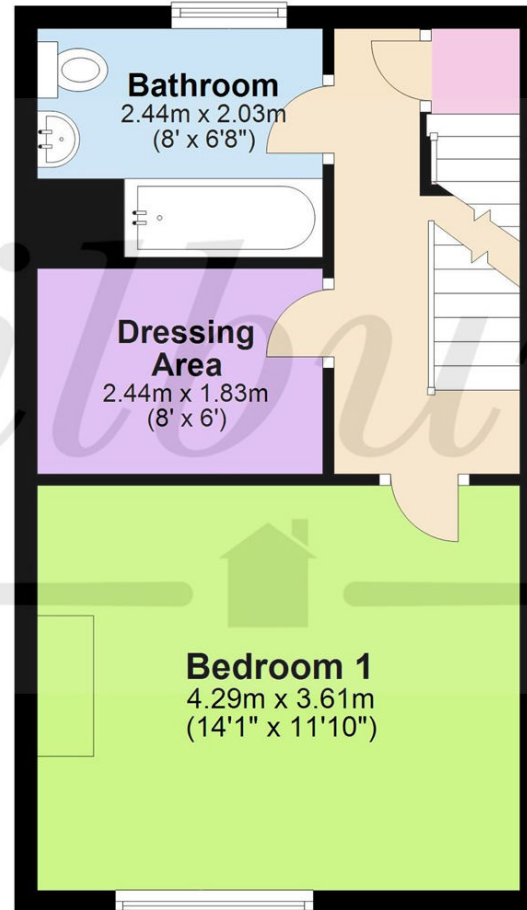 Bathroom
2.44m x 2.03m
(8' x 6'8")
Dressing
Area
2.44m x 1.83m
(8' x 6')
Bedroom 1
4.29m x 3.61m
(14'1" x 11'10")